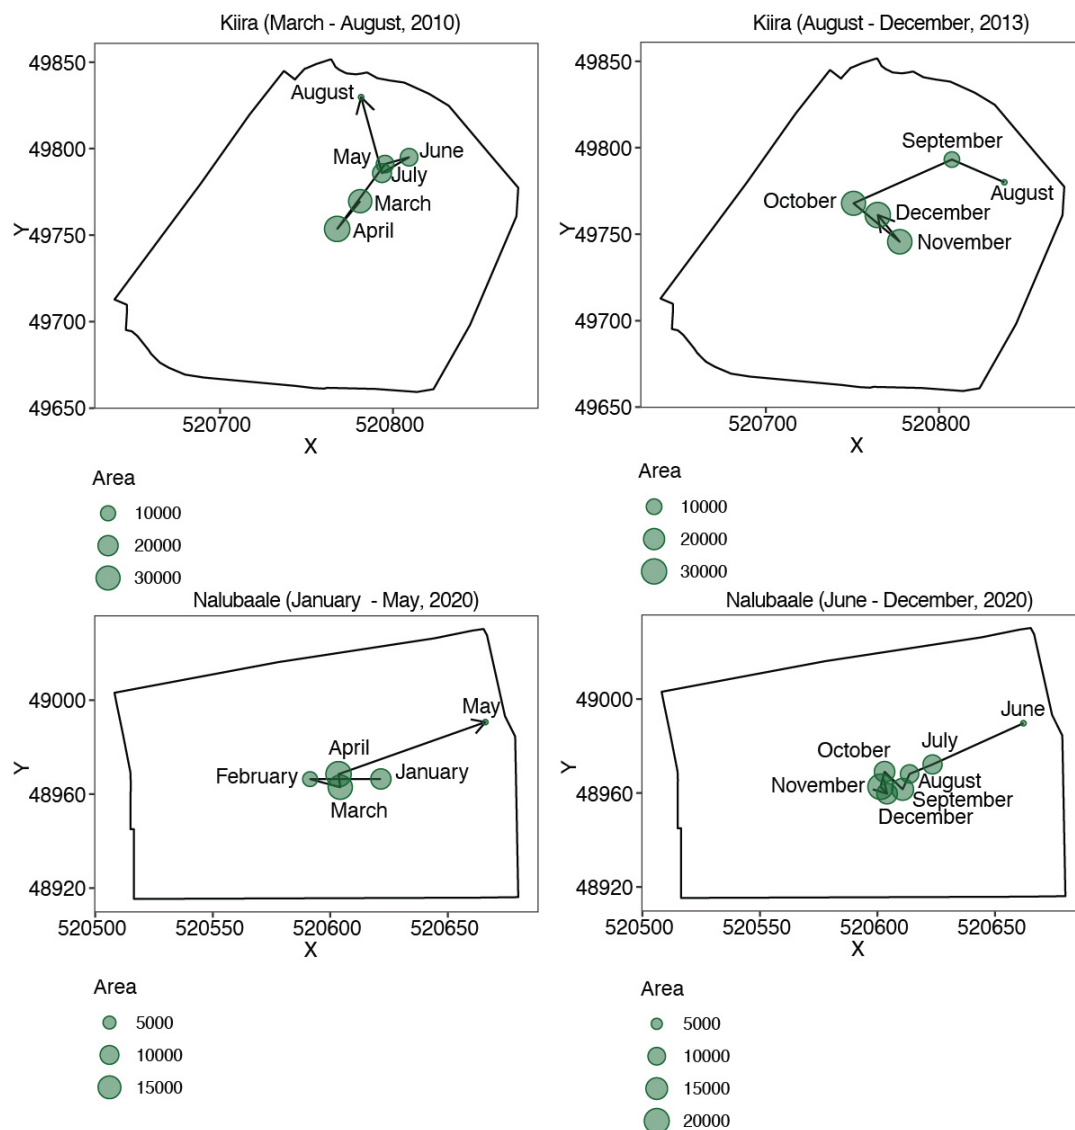 Kiira (March - August, 2010)
49850
49800
49750
49700
49650
Y
August
May
June
July
March
April
520700
520800
X
Area
10000
20000
30000
Kiira (August - December, 2013)
49850
49800
49750
49700
49650
Y
September
August
October
December
November
520700
520800
X
Area
10000
20000
30000
Nalubaale (January - May, 2020)
49000
48960
48920
Y
May
April
February
January
March
520500
520550
520600
520650
X
Area
5000
10000
15000
Nalubaale (June - December, 2020)
49000
48960
48920
Y
June
July
October
August
November
September
December
520500
520550
520600
520650
X
Area
5000
10000
15000
20000